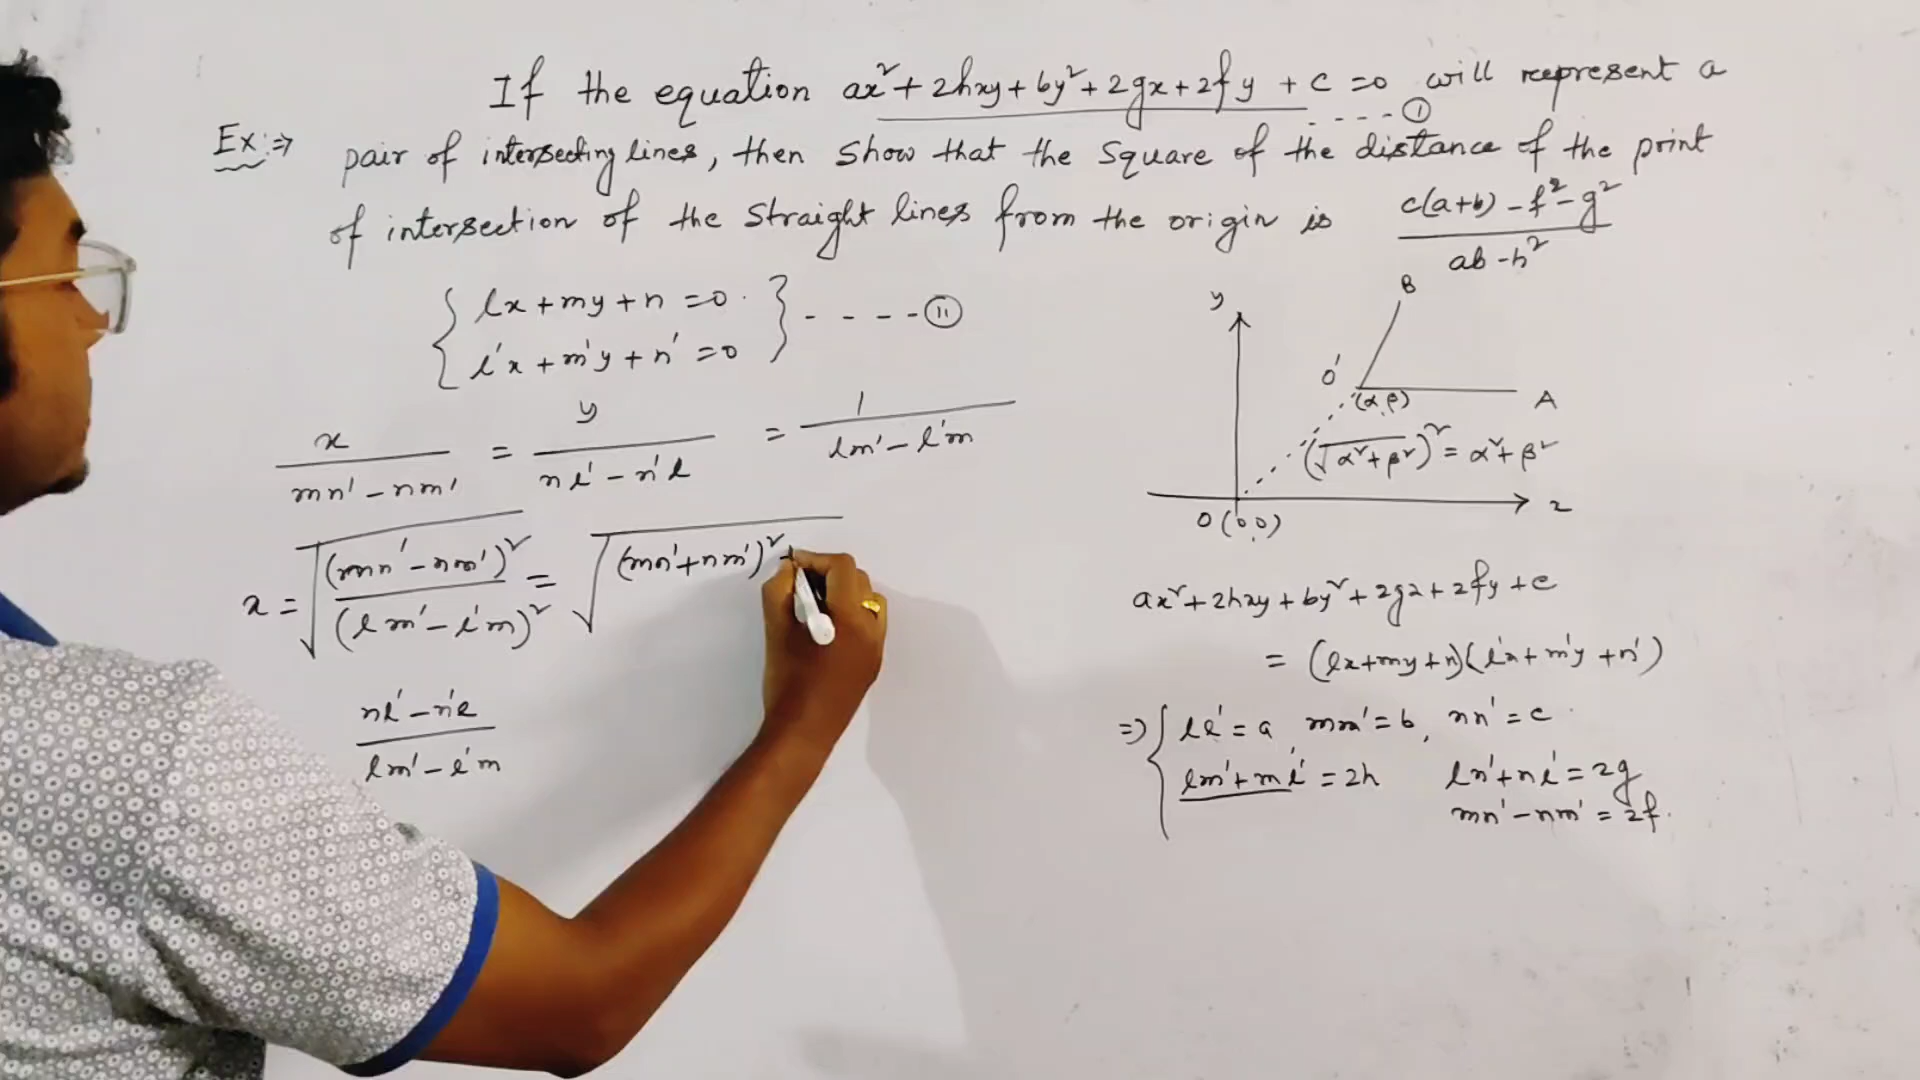 If the equation ax²+2hxy+by²+2gx+2fy+c=0 will represent a
----①
Ex:⇒ pair of intersecting lines, then show that the square of the distance of the print
of intersection of the straight lines from the origin is c(a+b)-f²-g² / ab-h²
{ lx+my+n=0
l'x+m'y+n'=0 } - - - - ⑪
x / mn'-nm' = y / nl'-n'l = 1 / lm'-l'm
x = √((mn'-nm')² / (lm'-l'm)²) = √(mn'+nm')²+
nl'-n'l / lm'-l'm
y
B
O'
(α,β)
A
(√α²+β²)² = α²+β²
O(0,0)
x
ax²+2hxy+by²+2gx+2fy+c
= (lx+my+n)(l'x+m'y+n')
⇒ { ll'=a, mm'=b, nn'=c
lm'+ml'=2h ln'+nl'=2g
mn'-nm'=2f.